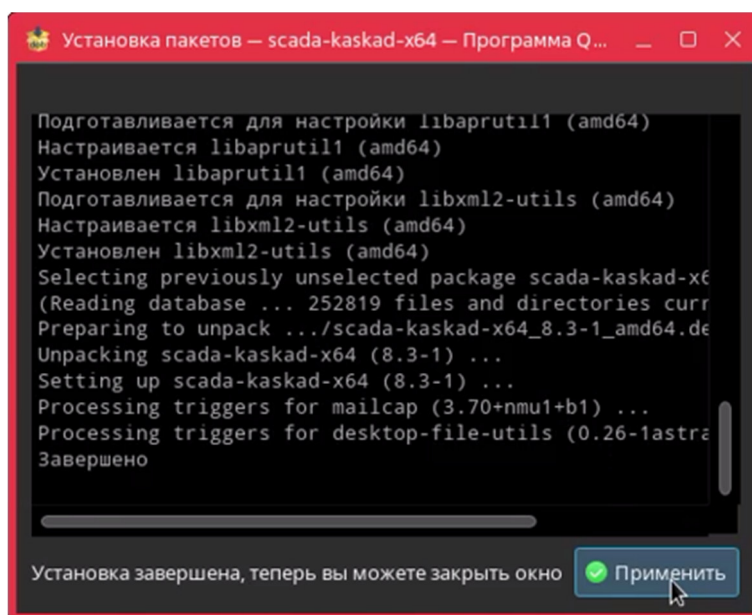 Установка пакетов — scada-kaskad-x64 — Программа Q...
Подготавливается для настройки libaprutil1 (amd64)
Настраивается libaprutil1 (amd64)
Установлен libaprutil1 (amd64)
Подготавливается для настройки libxml2-utils (amd64)
Настраивается libxml2-utils (amd64)
Установлен libxml2-utils (amd64)
Selecting previously unselected package scada-kaskad-x6
(Reading database ... 252819 files and directories curr
Preparing to unpack .../scada-kaskad-x64_8.3-1_amd64.de
Unpacking scada-kaskad-x64 (8.3-1) ...
Setting up scada-kaskad-x64 (8.3-1) ...
Processing triggers for mailcap (3.70+nmu1+b1) ...
Processing triggers for desktop-file-utils (0.26-1astra
Завершено
Установка завершена, теперь вы можете закрыть окно
Применить